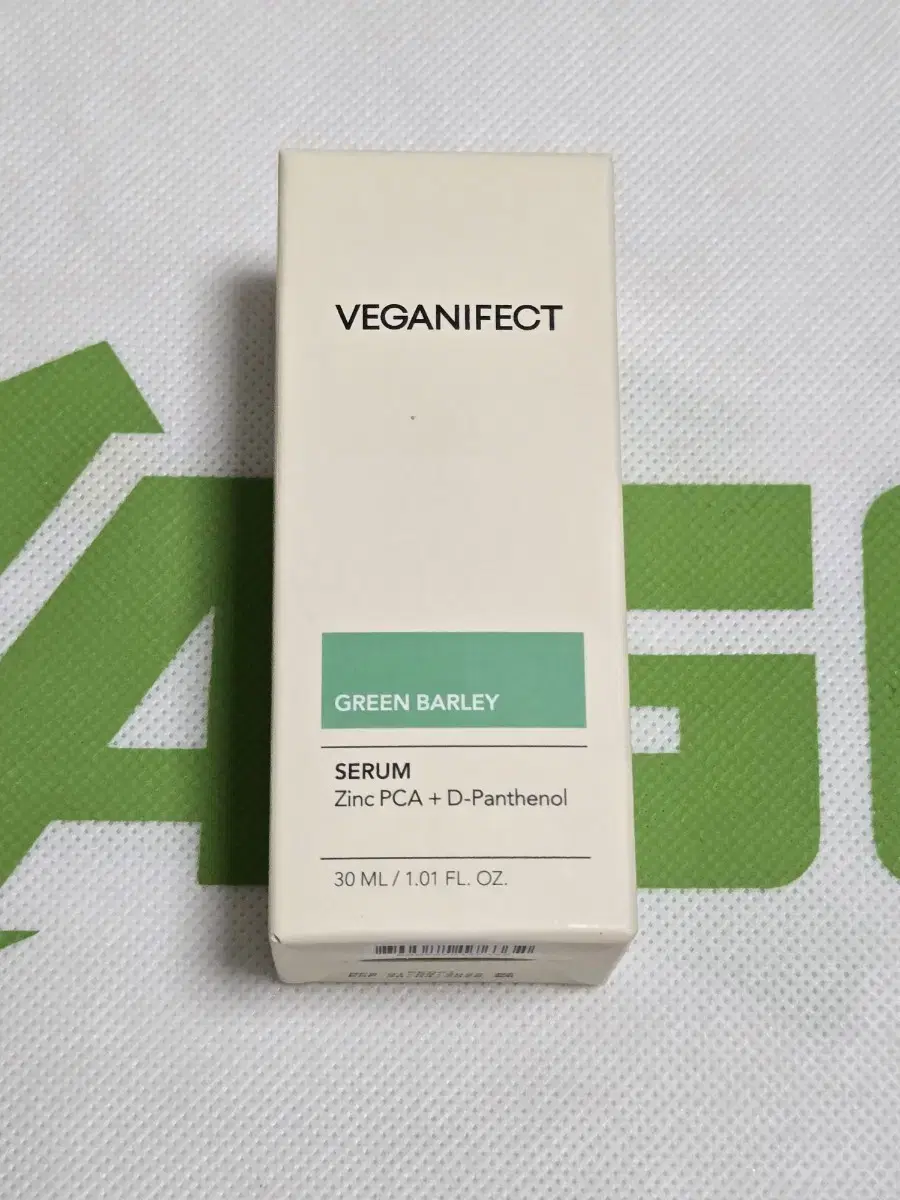 VEGANIFECT
GREEN BARLEY
SERUM
Zinc PCA + D-Panthenol
30 ML / 1.01 FL. OZ.